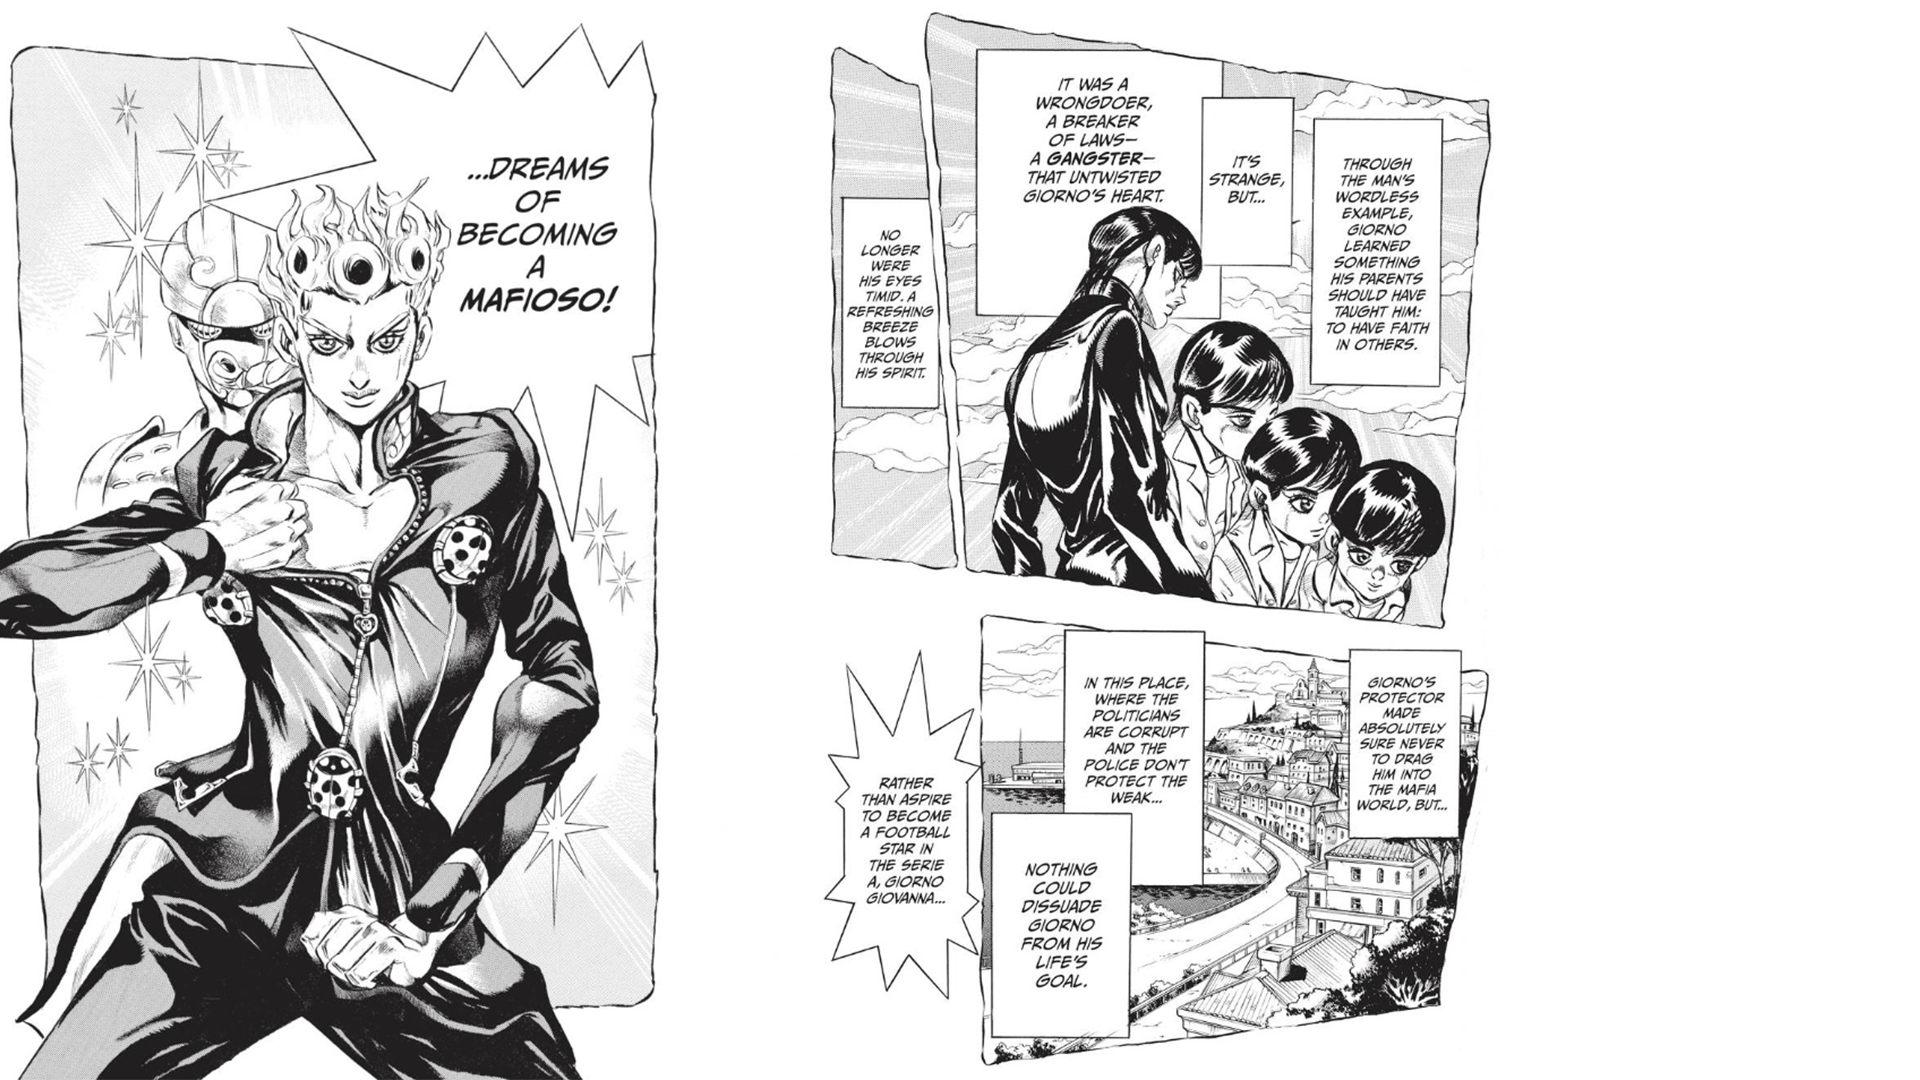 THROUGH
THE MAN'S
WORDLESS
EXAMPLE,
GIORNO
LEARNED
SOMETHING
HIS PARENTS
SHOULD HAVE
TAUGHT HIM:
TO HAVE FAITH
IN OTHERS.
IT'S
STRANGE,
BUT...
IT WAS A
WRONGDOER,
A BREAKER
OF LAWS—
A GANGSTER—
THAT UNTWISTED
GIORNO'S HEART.
NO
LONGER
WERE
HIS EYES
TIMID. A
REFRESHING
BREEZE
BLOWS
THROUGH
HIS SPIRIT.
GIORNO'S
PROTECTOR
MADE
ABSOLUTELY
SURE NEVER
TO DRAG
HIM INTO
THE MAFIA
WORLD, BUT...
IN THIS PLACE,
WHERE THE
POLITICIANS
ARE CORRUPT
AND THE
POLICE DON'T
PROTECT THE
WEAK...
NOTHING
COULD
DISSUADE
GIORNO
FROM HIS
LIFE'S
GOAL.
RATHER
THAN ASPIRE
TO BECOME
A FOOTBALL
STAR IN
THE SERIE
A, GIORNO
GIOVANNA...
...DREAMS
OF
BECOMING
A
MAFIOSO!